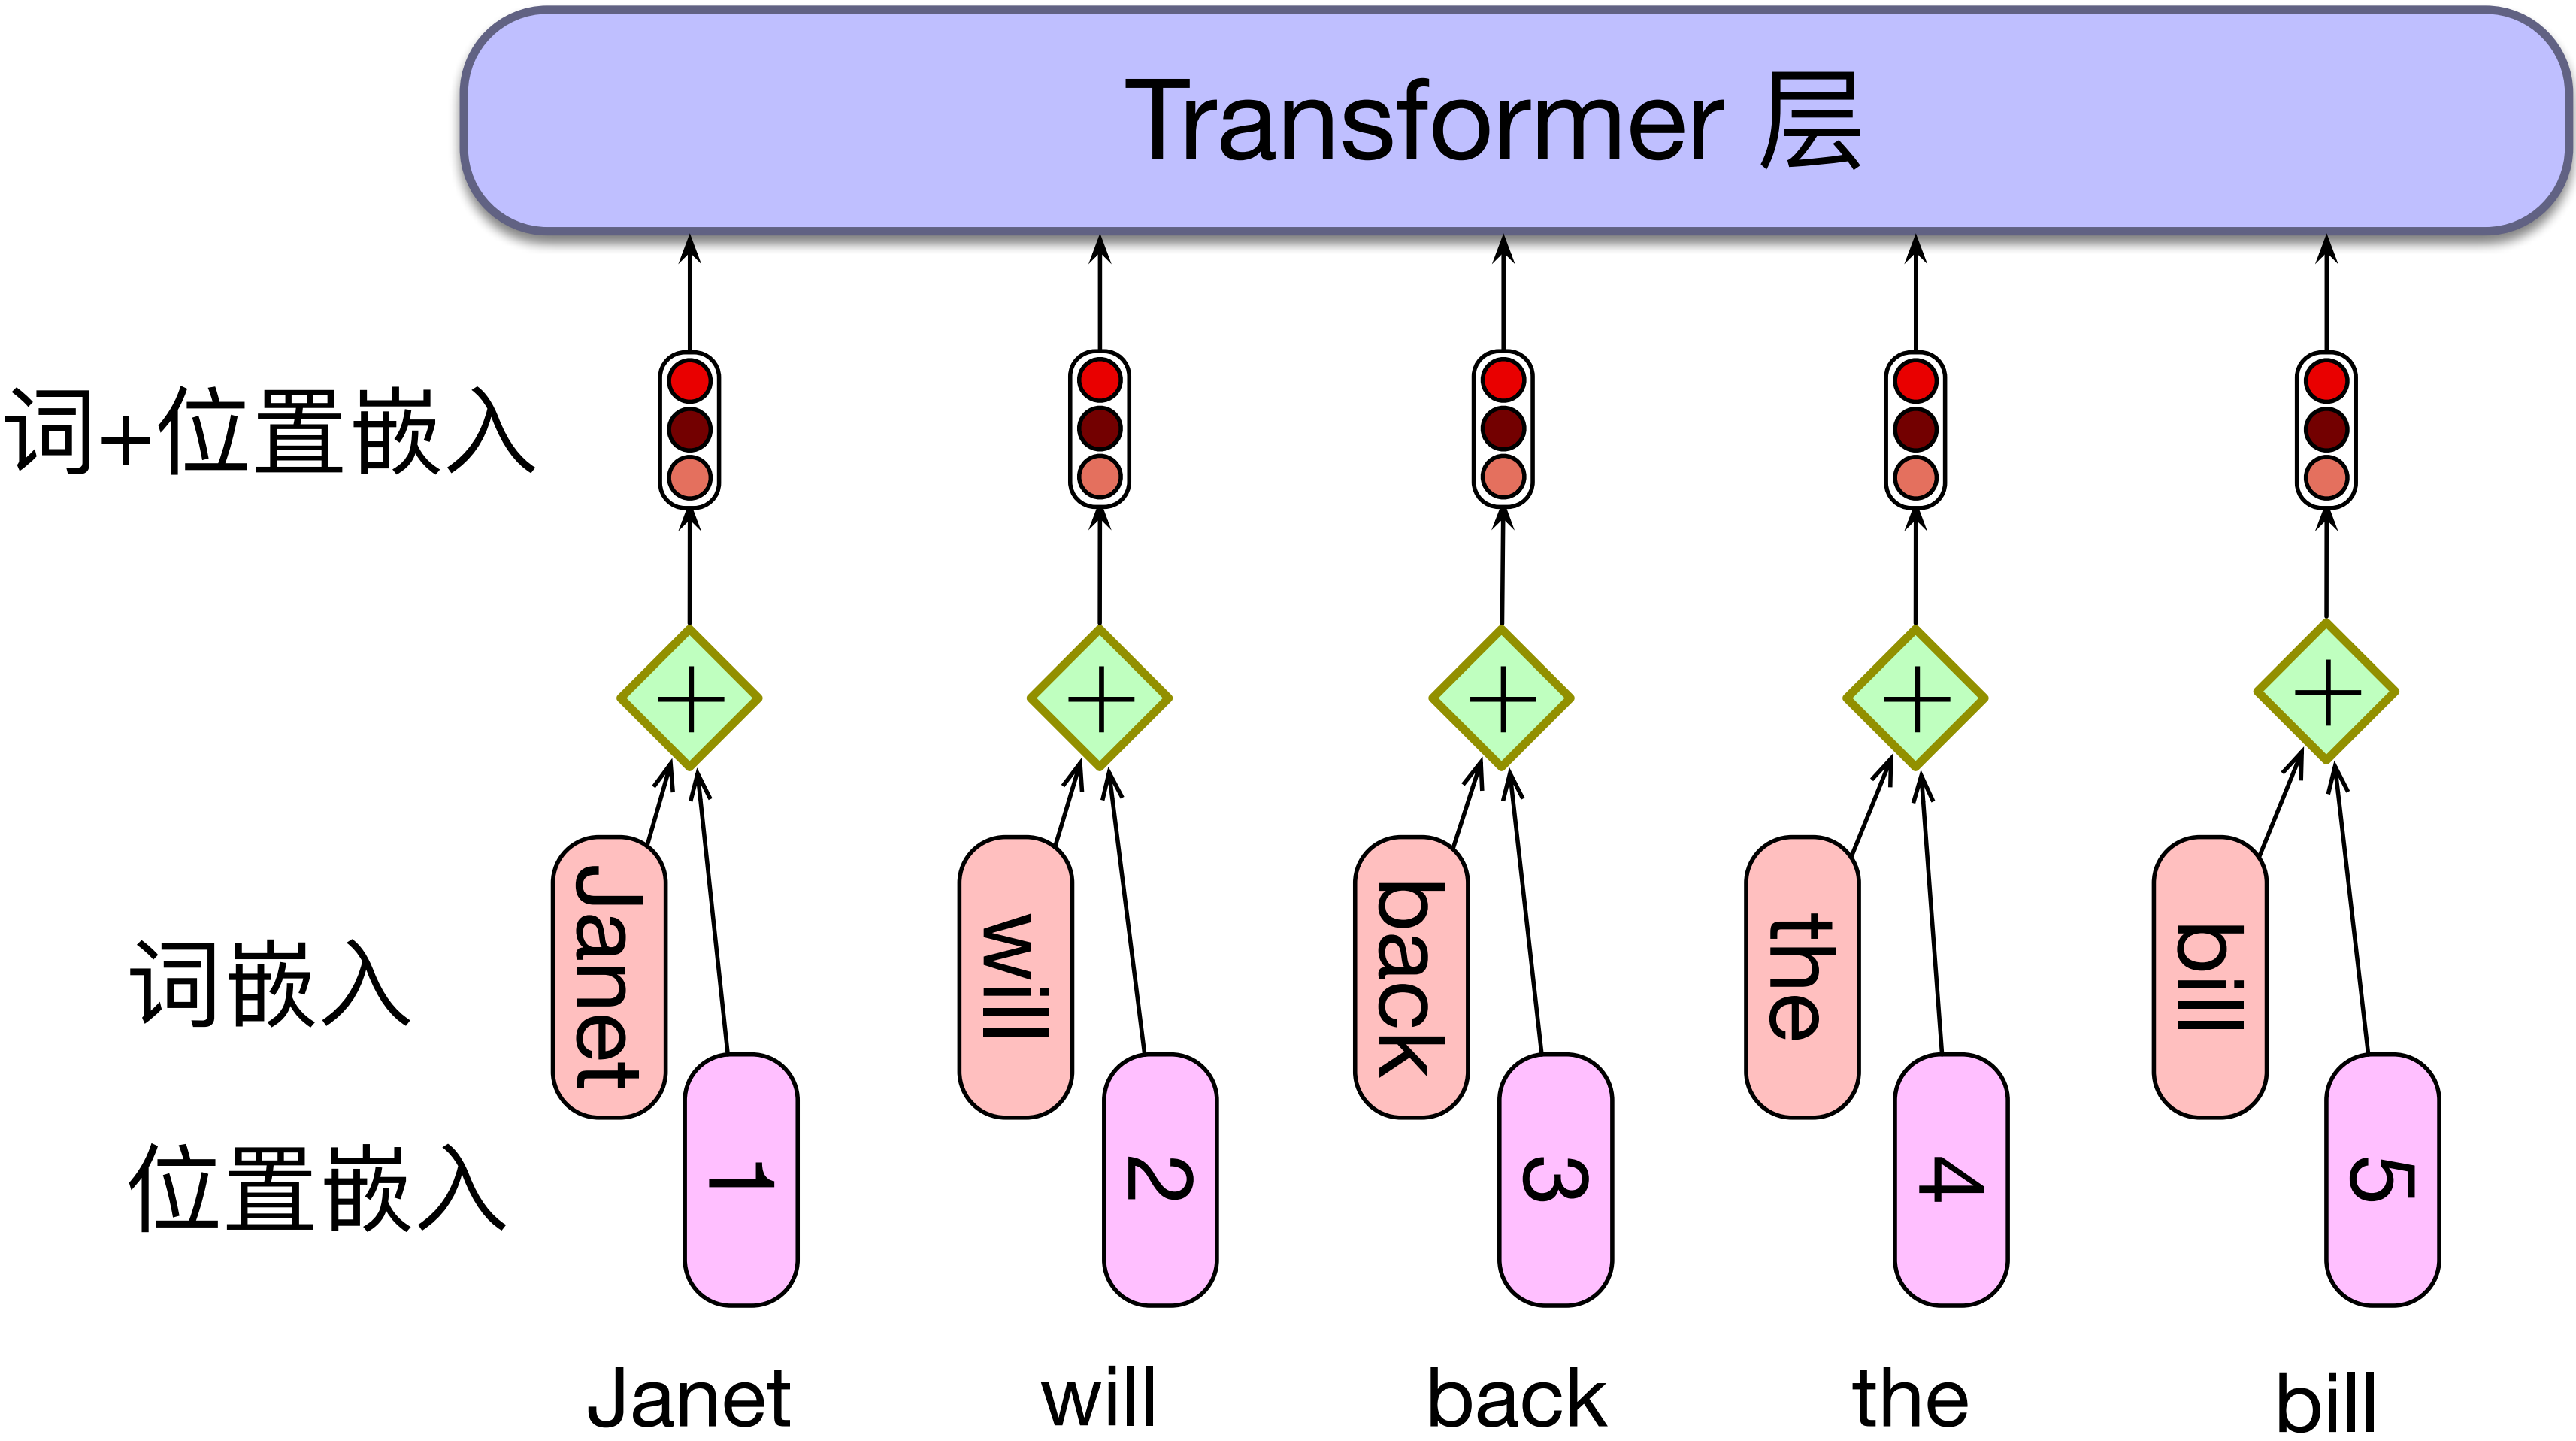 Transformer 层
词+位置嵌入
+ + + + +
词嵌入
Janet will back the bill
位置嵌入
1 2 3 4 5
Janet will back the bill